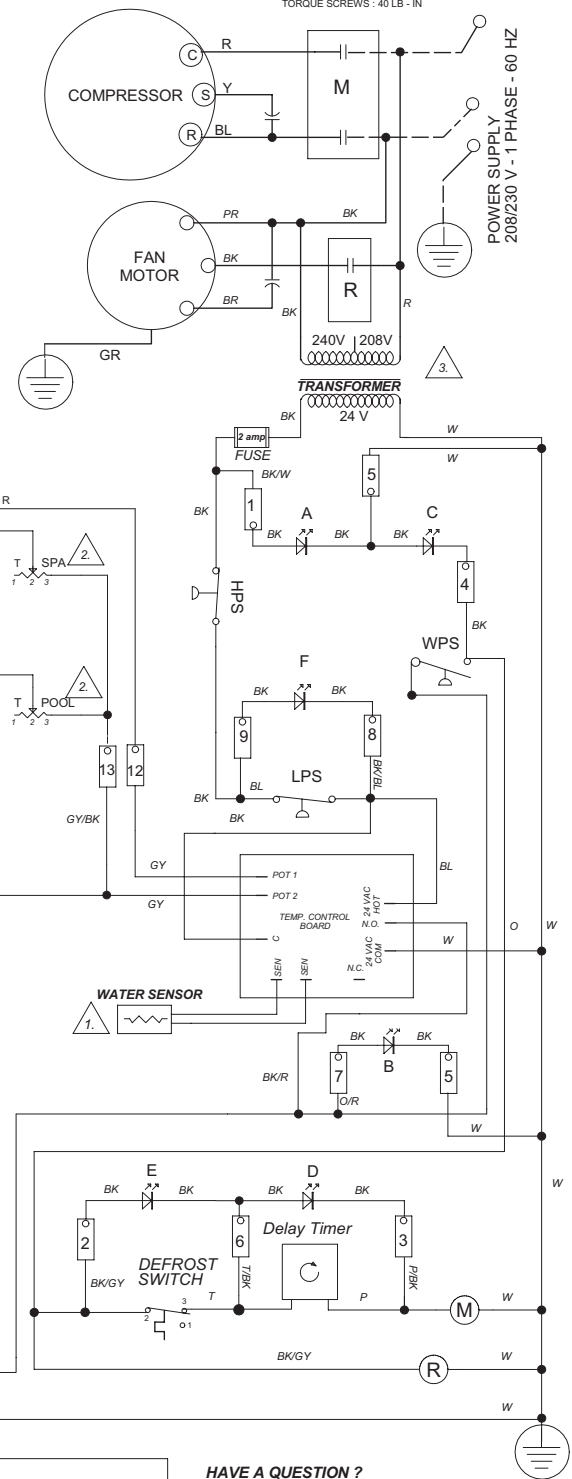 TORQUE SCREWS : 40 LB - IN
C
R
COMPRESSOR
S
Y
M
R
BL
POWER SUPPLY
208/230 V - 1 PHASE - 60 HZ
PR
BK
FAN
MOTOR
BK
R
BR
BK
R
GR
240V
208V
3.
TRANSFORMER
24 V
BK
W
2 amp
FUSE
W
BK/W
5
R
BK
1
A
C
BK
BK
BK
T
SPA
2.
1
2
3
4
HPS
BK
WPS
F
BK
BK
T
POOL
2.
1
2
3
9
8
BL
LPS
BK/BL
13
12
BK
BK
GY/BK
GY
POT 1
BL
GY
POT 2
24 VAC
HOT
TEMP. CONTROL
BOARD
N.O.
C
24 VAC
COM
W
O
W
SEN
SEN
N.C.
WATER SENSOR
1.
BK
BK
BK/R
7
B
5
O/R
W
W
E
D
BK
BK
BK
BK
2
6
Delay Timer
3
DEFROST
SWITCH
BK/GY
T/BK
P/BK
T
P
2
3
1
M
W
BK/GY
R
W
W
HAVE A QUESTION ?